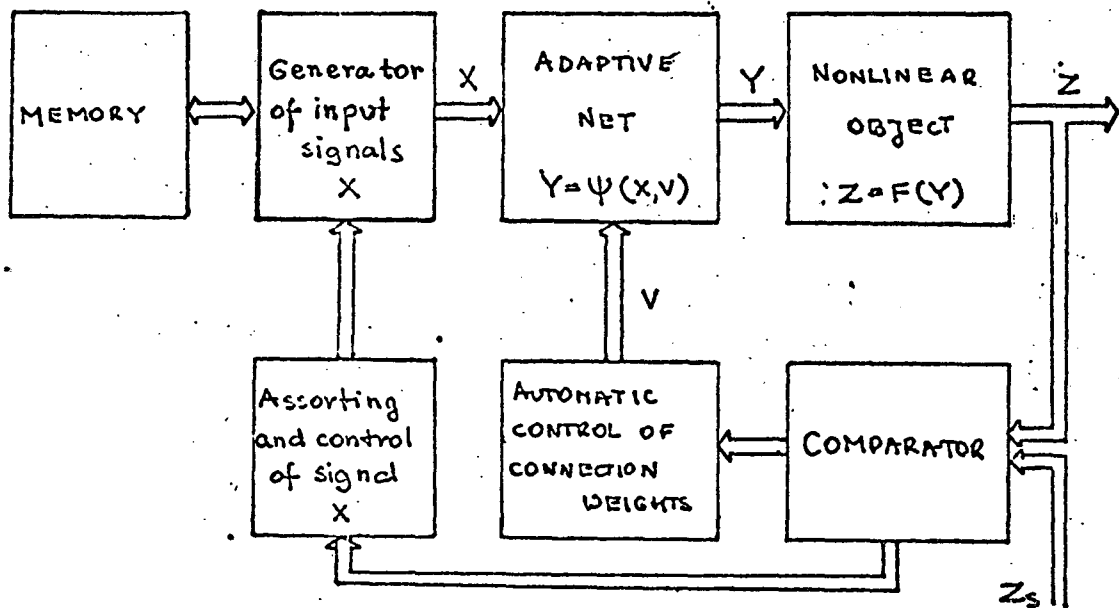 MEMORY
Generator
of input
signals
X
X
ADAPTIVE
NET
Y=Ψ(X,V)
Y
NONLINEAR
OBJECT
Z=F(Y)
Z
V
Assorting
and control
of signal
X
AUTOMATIC
CONTROL OF
CONNECTION
WEIGHTS
COMPARATOR
Zs